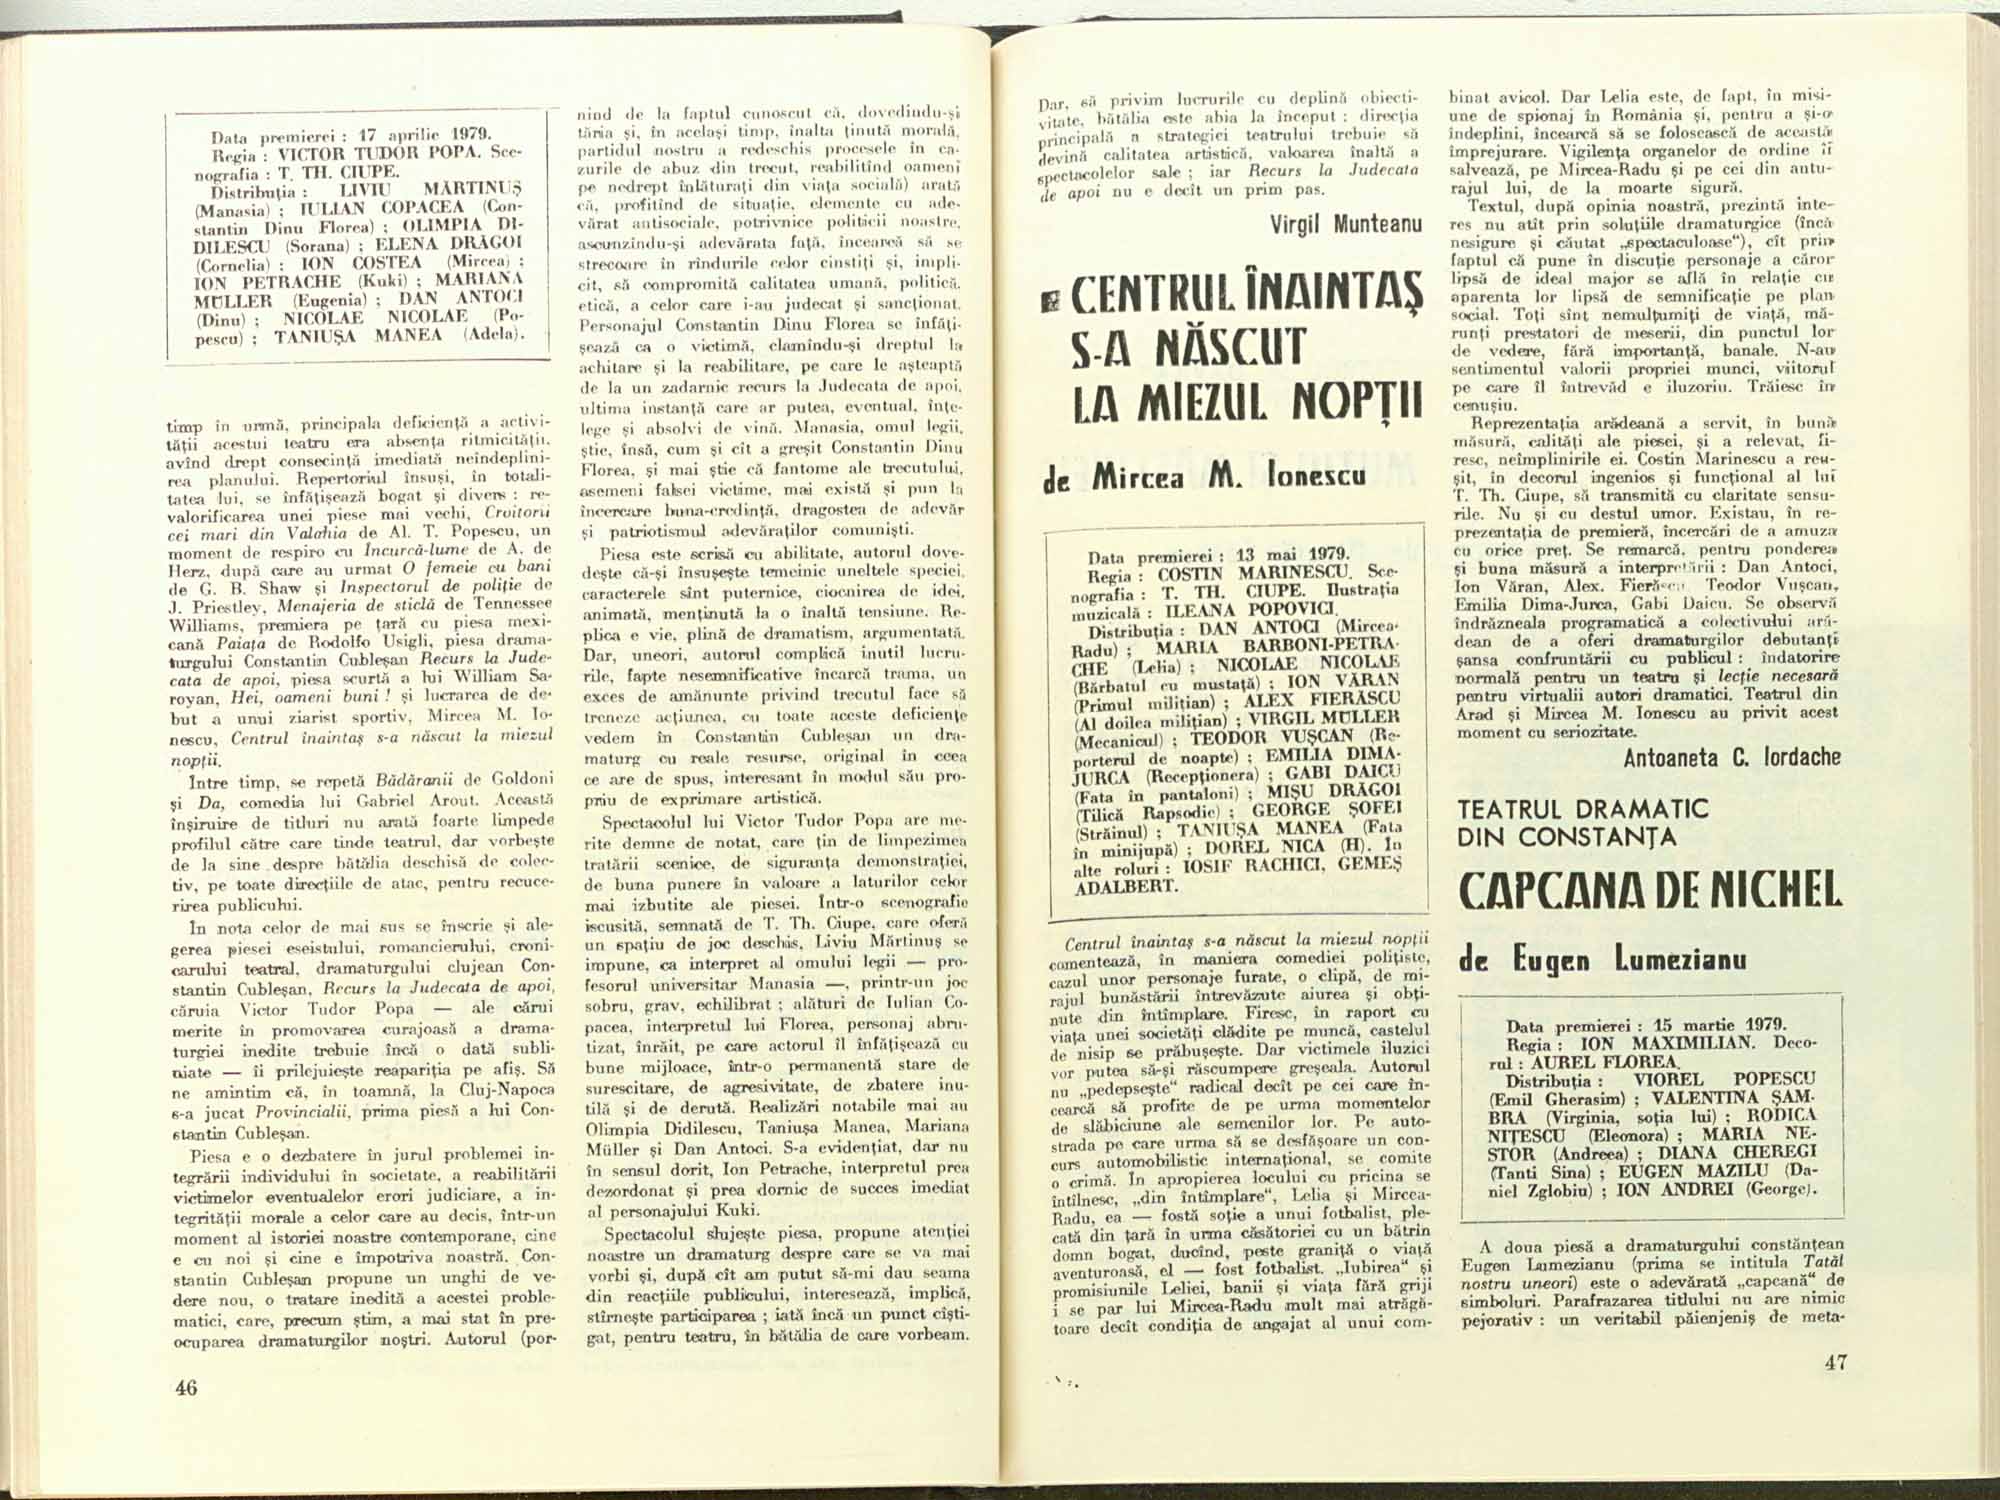 Data premierei : 17 aprilie 1979.
Regia : VICTOR TUDOR POPA. Sce-
nografia : T. TH. CIUPE.
Distribuția : LIVIU MĂRTINUȘ
(Manasia) ; IULIAN COPACEA (Con-
stantin Dinu Florea) ; OLIMPIA DI-
DILESCU (Sorana) ; ELENA DRĂGOI
(Cornelia) : ION COSTEA (Mircea) ;
ION PETRACHE (Kuki) ; MARIANA
MÜLLER (Eugenia) ; DAN ANTOCI
(Dinu) ; NICOLAE NICOLAE (Po-
pescu) ; TANIUȘA MANEA (Adela).
timp în urmă, principala deficiență a activi-
tății acestui teatru era absența ritmicității,
avînd drept consecință imediată neîndeplini-
rea planului. Repertoriul însuși, în totali-
tatea lui, se înfățișează bogat și divers : re-
valorificarea unei piese mai vechi, Croitorii
cei mari din Valahia de Al. T. Popescu, un
moment de respiro cu Încurcă-lume de A. de
Herz, după care au urmat O femeie cu bani
de G. B. Shaw și Inspectorul de poliție de
J. Priestley, Menajeria de sticlă de Tennessee
Williams, premiera pe țară cu piesa mexi-
cană Paiața de Rodolfo Usigli, piesa drama-
turgului Constantin Cubleșan Recurs la Jude-
cata de apoi, piesa scurtă a lui William Sa-
royan, Hei, oameni buni ! și lucrarea de de-
but a unui ziarist sportiv, Mircea M. Io-
nescu, Centrul înaintaș s-a născut la miezul
nopții.
Intre timp, se repetă Bădăranii de Goldoni
și Da, comedia lui Gabriel Arout. Această
înșiruire de titluri nu arată foarte limpede
profilul către care tinde teatrul, dar vorbește
de la sine despre bătălia deschisă de colec-
tiv, pe toate direcțiile de atac, pentru recuce-
rirea publicului.
In nota celor de mai sus se înscrie și ale-
gerea piesei eseistului, romancierului, croni-
carului teatral, dramaturgului clujean Con-
stantin Cubleșan, Recurs la Judecata de apoi,
căruia Victor Tudor Popa — ale cărui
merite în promovarea curajoasă a drama-
turgiei inedite trebuie încă o dată subli-
niate — îi prilejuiește reapariția pe afiș. Să
ne amintim că, în toamnă, la Cluj-Napoca
s-a jucat Provincialii, prima piesă a lui Con-
stantin Cubleșan.
Piesa e o dezbatere în jurul problemei in-
tegrării individului în societate, a reabilitării
victimelor eventualelor erori judiciare, a in-
tegrității morale a celor care au decis, într-un
moment al istoriei noastre contemporane, cine
e cu noi și cine e împotriva noastră. Con-
stantin Cubleșan propune un unghi de ve-
dere nou, o tratare inedită a acestei proble-
matici, care, precum știm, a mai stat în pre-
ocuparea dramaturgilor noștri. Autorul (por-
46
nind de la faptul cunoscut că, dovedindu-și
tăria și, în același timp, înalta ținută morală,
partidul nostru a redeschis procesele în ca-
zurile de abuz din trecut, reabilitînd oameni
pe nedrept înlăturați din viața socială) arată
că, profitînd de situație, elemente cu ade-
vărat antisociale, potrivnice politicii noastre,
ascunzîndu-și adevărata față, încearcă să se
strecoare în rîndurile celor cinstiți și, impli-
cit, să compromită calitatea umană, politică,
etică, a celor care i-au judecat și sancționat.
Personajul Constantin Dinu Florea se înfăți-
șează ca o victimă, clamîndu-și dreptul la
achitare și la reabilitare, pe care le așteaptă
de la un zadarnic recurs la Judecata de apoi,
ultima instanță care ar putea, eventual, înțe-
lege și absolvi de vină. Manasia, omul legii,
știe, însă, cum și cît a greșit Constantin Dinu
Florea, și mai știe că fantome ale trecutului,
asemeni falsei victime, mai există și pun la
încercare buna-credință, dragostea de adevăr
și patriotismul adevăraților comuniști.
Piesa este scrisă cu abilitate, autorul dove-
dește că-și însușește temeinic uneltele speciei,
caracterele sînt puternice, ciocnirea de idei,
animată, menținută la o înaltă tensiune. Re-
plica e vie, plină de dramatism, argumentată.
Dar, uneori, autorul complică inutil lucru-
rile, fapte nesemnificative încarcă trama, un
exces de amănunte privind trecutul face să
treneze acțiunea, cu toate aceste deficiențe
vedem în Constantin Cubleșan un dra-
maturg cu reale resurse, original în ceea
ce are de spus, interesant în modul său pro-
priu de exprimare artistică.
Spectacolul lui Victor Tudor Popa are me-
rite demne de notat, care țin de limpezimea
tratării scenice, de siguranța demonstrației,
de buna punere în valoare a laturilor celor
mai izbutite ale piesei. Intr-o scenografie
iscusită, semnată de T. Th. Ciupe, care oferă
un spațiu de joc deschis, Liviu Mărtinuș se
impune, ca interpret al omului legii — pro-
fesorul universitar Manasia —, printr-un joc
sobru, grav, echilibrat ; alături de Iulian Co-
pacea, interpretul lui Florea, personaj abru-
tizat, înrăit, pe care actorul îl înfățișează cu
bune mijloace, într-o permanentă stare de
surescitare, de agresivitate, de zbatere inu-
tilă și de derută. Realizări notabile mai au
Olimpia Didilescu, Taniușa Manea, Mariana
Müller și Dan Antoci. S-a evidențiat, dar nu
în sensul dorit, Ion Petrache, interpretul prea
dezordonat și prea dornic de succes imediat
al personajului Kuki.
Spectacolul slujește piesa, propune atenției
noastre un dramaturg despre care se va mai
vorbi și, după cît am putut să-mi dau seama
din reacțiile publicului, interesează, implică,
stîrnește participarea ; iată încă un punct cîști-
gat, pentru teatru, în bătălia de care vorbeam.
Dar, să privim lucrurile cu deplină obiecti-
vitate, bătălia este abia la început : direcția
principală a strategiei teatrului trebuie să
devină calitatea artistică, valoarea înaltă a
spectacolelor sale ; iar Recurs la Judecata
de apoi nu e decît un prim pas.
Virgil Munteanu
CENTRUL ÎNAINTAȘ
S-A NĂSCUT
LA MIEZUL NOPȚII
de Mircea M. Ionescu
Data premierei : 13 mai 1979.
Regia : COSTIN MARINESCU. Sce-
nografia : T. TH. CIUPE. Ilustrația
muzicală : ILEANA POPOVICI.
Distribuția : DAN ANTOCI (Mircea-
Radu) ; MARIA BARBONI-PETRA-
CHE (Lelia) ; NICOLAE NICOLAE
(Bărbatul cu mustață) ; ION VĂRAN
(Primul milițian) ; ALEX FIERĂSCU
(Al doilea milițian) ; VIRGIL MÜLLER
(Mecanicul) ; TEODOR VUȘCAN (Re-
porterul de noapte) ; EMILIA DIMA-
JURCA (Recepționera) ; GABI DAICU
(Fata în pantaloni) ; MIȘU DRĂGOI
(Tilică Rapsodie) ; GEORGE ȘOFEI
(Străinul) ; TANIUȘA MANEA (Fata
în minijupă) ; DOREL NICA (H). In
alte roluri : IOSIF RACHICI, GEMEȘ
ADALBERT.
Centrul înaintaș s-a născut la miezul nopții
comentează, în maniera comediei polițiste,
cazul unor personaje furate, o clipă, de mi-
rajul bunăstării întrevăzute aiurea și obți-
nute din întîmplare. Firesc, în raport cu
viața unei societăți clădite pe muncă, castelul
de nisip se prăbușește. Dar victimele iluziei
vor putea să-și răscumpere greșeala. Autorul
nu „pedepsește“ radical decît pe cei care în-
cearcă să profite de pe urma momentelor
de slăbiciune ale semenilor lor. Pe auto-
strada pe care urma să se desfășoare un con-
curs automobilistic internațional, se comite
o crimă. In apropierea locului cu pricina se
întîlnesc, „din întîmplare“, Lelia și Mircea-
Radu, ea — fostă soție a unui fotbalist, ple-
cată din țară în urma căsătoriei cu un bătrîn
domn bogat, ducînd, peste graniță o viață
aventuroasă, el — fost fotbalist. „Iubirea“ și
promisiunile Leliei, banii și viața fără griji
i se par lui Mircea-Radu mult mai atrăgă-
toare decît condiția de angajat al unui com-
binat avicol. Dar Lelia este, de fapt, în misi-
une de spionaj în România și, pentru a și-o
îndeplini, încearcă să se folosească de această
împrejurare. Vigilența organelor de ordine îi
salvează, pe Mircea-Radu și pe cei din antu-
rajul lui, de la moarte sigură.
Textul, după opinia noastră, prezintă inte-
res nu atît prin soluțiile dramaturgice (încă
nesigure și căutat „spectaculoase“), cît prin
faptul că pune în discuție personaje a căror
lipsă de ideal major se află în relație cu
aparenta lor lipsă de semnificație pe plan
social. Toți sînt nemulțumiți de viață, mă-
runți prestatori de meserii, din punctul lor
de vedere, fără importanță, banale. N-au
sentimentul valorii propriei munci, viitorul
pe care îl întrevăd e iluzoriu. Trăiesc în
cenușiu.
Reprezentația arădeană a servit, în bună
măsură, calități ale piesei, și a relevat, fi-
resc, neîmplinirile ei. Costin Marinescu a reu-
șit, în decorul ingenios și funcțional al lui
T. Th. Ciupe, să transmită cu claritate sensu-
rile. Nu și cu destul umor. Existau, în re-
prezentația de premieră, încercări de a amuza
cu orice preț. Se remarcă, pentru ponderea
și buna măsură a interpretării : Dan Antoci,
Ion Văran, Alex. Fierăscu, Teodor Vușcan,
Emilia Dima-Jurca, Gabi Daicu. Se observă
îndrăzneala programatică a colectivului ară-
dean de a oferi dramaturgilor debutanți
șansa confruntării cu publicul : îndatorire
normală pentru un teatru și lecție necesară
pentru virtualii autori dramatici. Teatrul din
Arad și Mircea M. Ionescu au privit acest
moment cu seriozitate.
Antoaneta C. Iordache
TEATRUL DRAMATIC
DIN CONSTANȚA
CAPCANA DE NICHEL
de Eugen Lumezianu
Data premierei : 15 martie 1979.
Regia : ION MAXIMILIAN. Deco-
rul : AUREL FLOREA.
Distribuția : VIOREL POPESCU
(Emil Gherasim) ; VALENTINA ȘAM-
BRA (Virginia, soția lui) ; RODICA
NIȚESCU (Eleonora) ; MARIA NE-
STOR (Andreea) ; DIANA CHEREGI
(Tanti Sina) ; EUGEN MAZILU (Da-
niel Zglobiu) ; ION ANDREI (George).
A doua piesă a dramaturgului constănțean
Eugen Lumezianu (prima se intitula Tatăl
nostru uneori) este o adevărată „capcană“ de
simboluri. Parafrazarea titlului nu are nimic
pejorativ : un veritabil păienjeniș de meta-
47